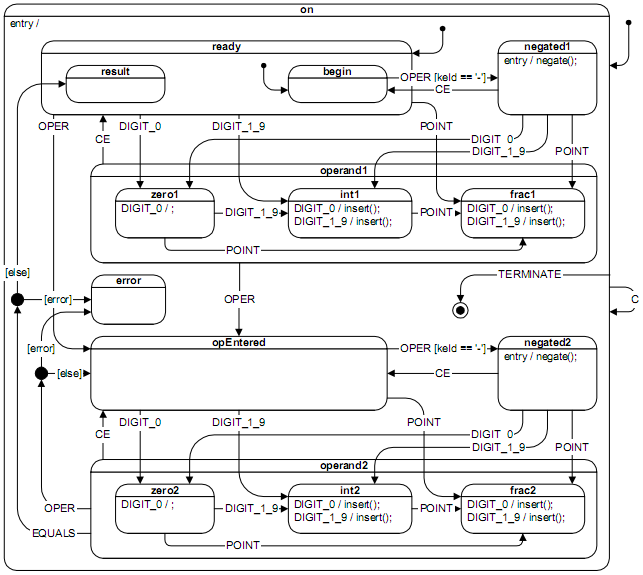 on
entry /
ready
negated1
result
begin
OPER [keId == '-']
entry / negate();
CE
OPER
DIGIT_0
DIGIT_1_9
POINT
DIGIT_0
CE
DIGIT_1_9
POINT
operand1
zero1
int1
frac1
DIGIT_0 / ;
DIGIT_1_9
DIGIT_0 / insert();
DIGIT_1_9 / insert();
POINT
DIGIT_0 / insert();
DIGIT_1_9 / insert();
POINT
[else]
error
TERMINATE
[error]
OPER
C
opEntered
negated2
[error]
OPER [keId == '-']
entry / negate();
[else]
CE
CE
DIGIT_0
DIGIT_1_9
POINT
DIGIT_0
DIGIT_1_9
POINT
operand2
zero2
int2
frac2
DIGIT_0 / ;
OPER
DIGIT_1_9
DIGIT_0 / insert();
DIGIT_1_9 / insert();
POINT
DIGIT_0 / insert();
DIGIT_1_9 / insert();
EQUALS
POINT